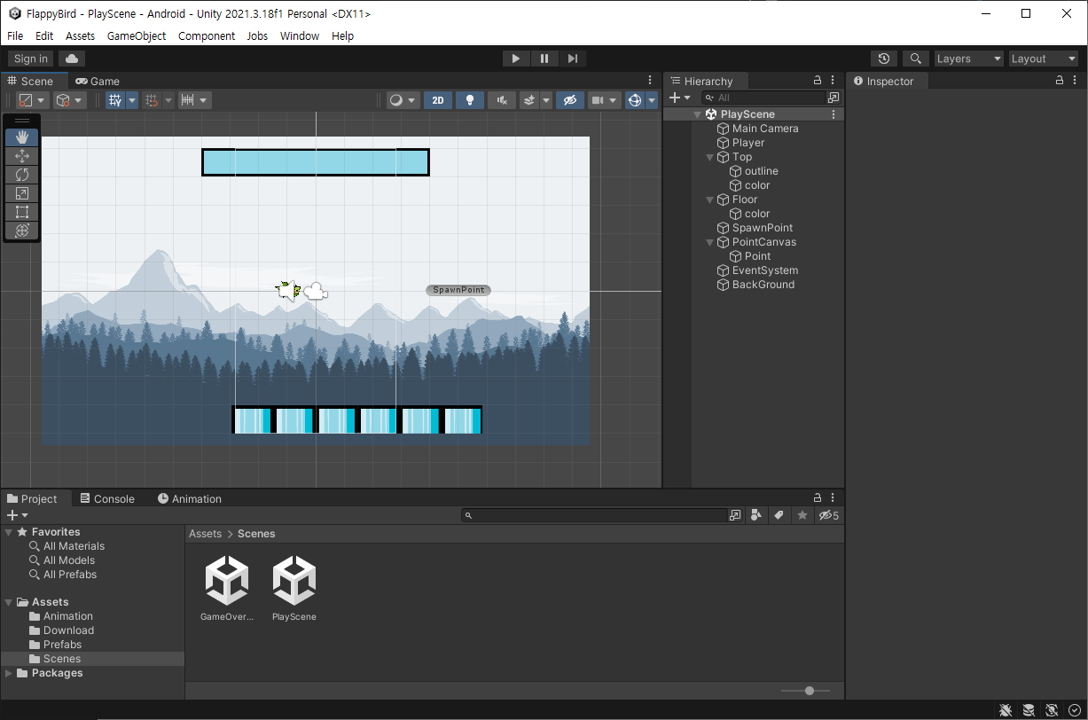 FlappyBird - PlayScene - Android - Unity 2021.3.18f1 Personal <DX11>
File Edit Assets GameObject Component Jobs Window Help
Sign in Layers Layout
Scene Game
2D
SpawnPoint
Hierarchy
All
PlayScene
Main Camera
Player
Top
outline
color
Floor
color
SpawnPoint
PointCanvas
Point
EventSystem
BackGround
Inspector
Project Console Animation
5
Favorites
All Materials
All Models
All Prefabs
Assets
Animation
Download
Prefabs
Scenes
Packages
Assets > Scenes
GameOver... PlayScene